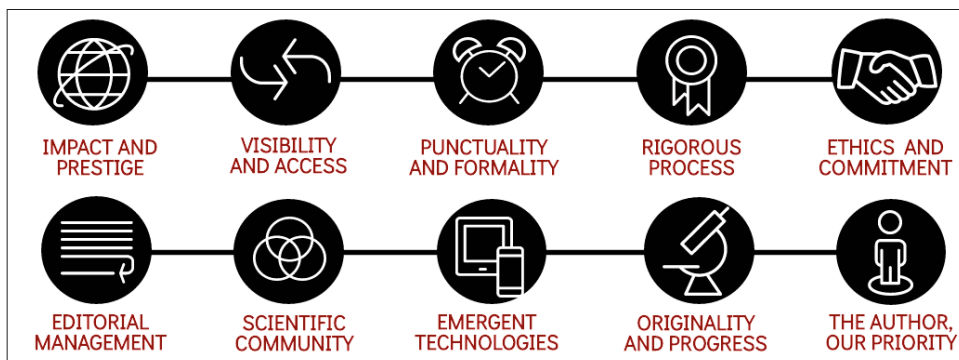 IMPACT AND
PRESTIGE
VISIBILITY
AND ACCESS
PUNCTUALITY
AND FORMALITY
RIGOROUS
PROCESS
ETHICS AND
COMMITMENT
EDITORIAL
MANAGEMENT
SCIENTIFIC
COMMUNITY
EMERGENT
TECHNOLOGIES
ORIGINALITY
AND PROGRESS
THE AUTHOR,
OUR PRIORITY